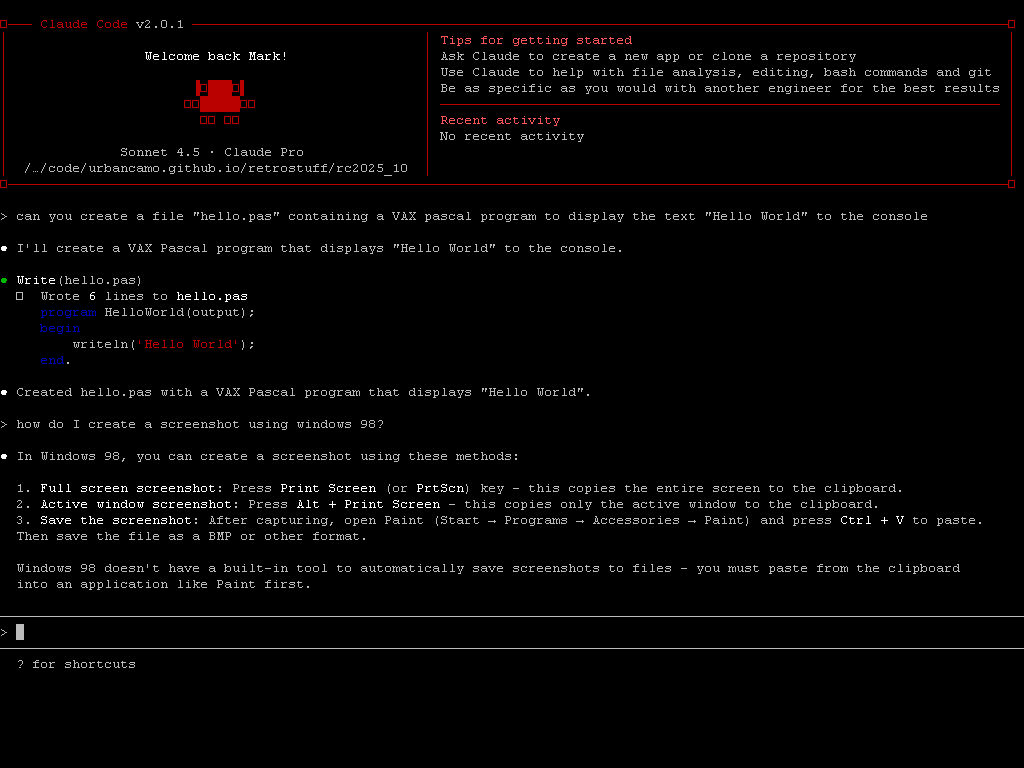 Claude Code v2.0.1
Welcome back Mark!
Sonnet 4.5 · Claude Pro
/…/code/urbancamo.github.io/retrostuff/rc2025_10
Tips for getting started
Ask Claude to create a new app or clone a repository
Use Claude to help with file analysis, editing, bash commands and git
Be as specific as you would with another engineer for the best results
Recent activity
No recent activity
> can you create a file "hello.pas" containing a VAX pascal program to display the text "Hello World" to the console
● I'll create a VAX Pascal program that displays "Hello World" to the console.
● Write(hello.pas)
□ Wrote 6 lines to hello.pas
program HelloWorld(output);
begin
writeln('Hello World');
end.
● Created hello.pas with a VAX Pascal program that displays "Hello World".
> how do I create a screenshot using windows 98?
● In Windows 98, you can create a screenshot using these methods:
1. Full screen screenshot: Press Print Screen (or PrtScn) key - this copies the entire screen to the clipboard.
2. Active window screenshot: Press Alt + Print Screen - this copies only the active window to the clipboard.
3. Save the screenshot: After capturing, open Paint (Start → Programs → Accessories → Paint) and press Ctrl + V to paste.
Then save the file as a BMP or other format.
Windows 98 doesn't have a built-in tool to automatically save screenshots to files - you must paste from the clipboard
into an application like Paint first.
>
? for shortcuts